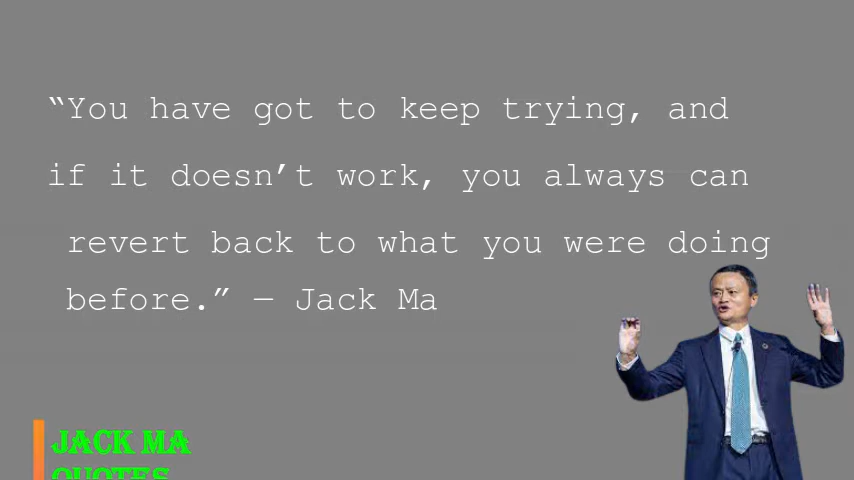 “You have got to keep trying, and
if it doesn’t work, you always can
revert back to what you were doing
before.” — Jack Ma
JACK MA
QUOTES